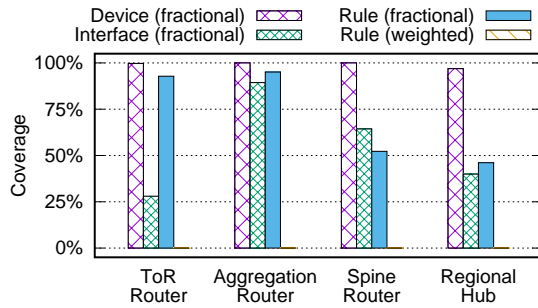 Device (fractional) Rule (fractional)
Interface (fractional) Rule (weighted)
100%
75%
50%
25%
0%
Coverage
ToR Aggregation Spine Regional
Router Router Router Hub